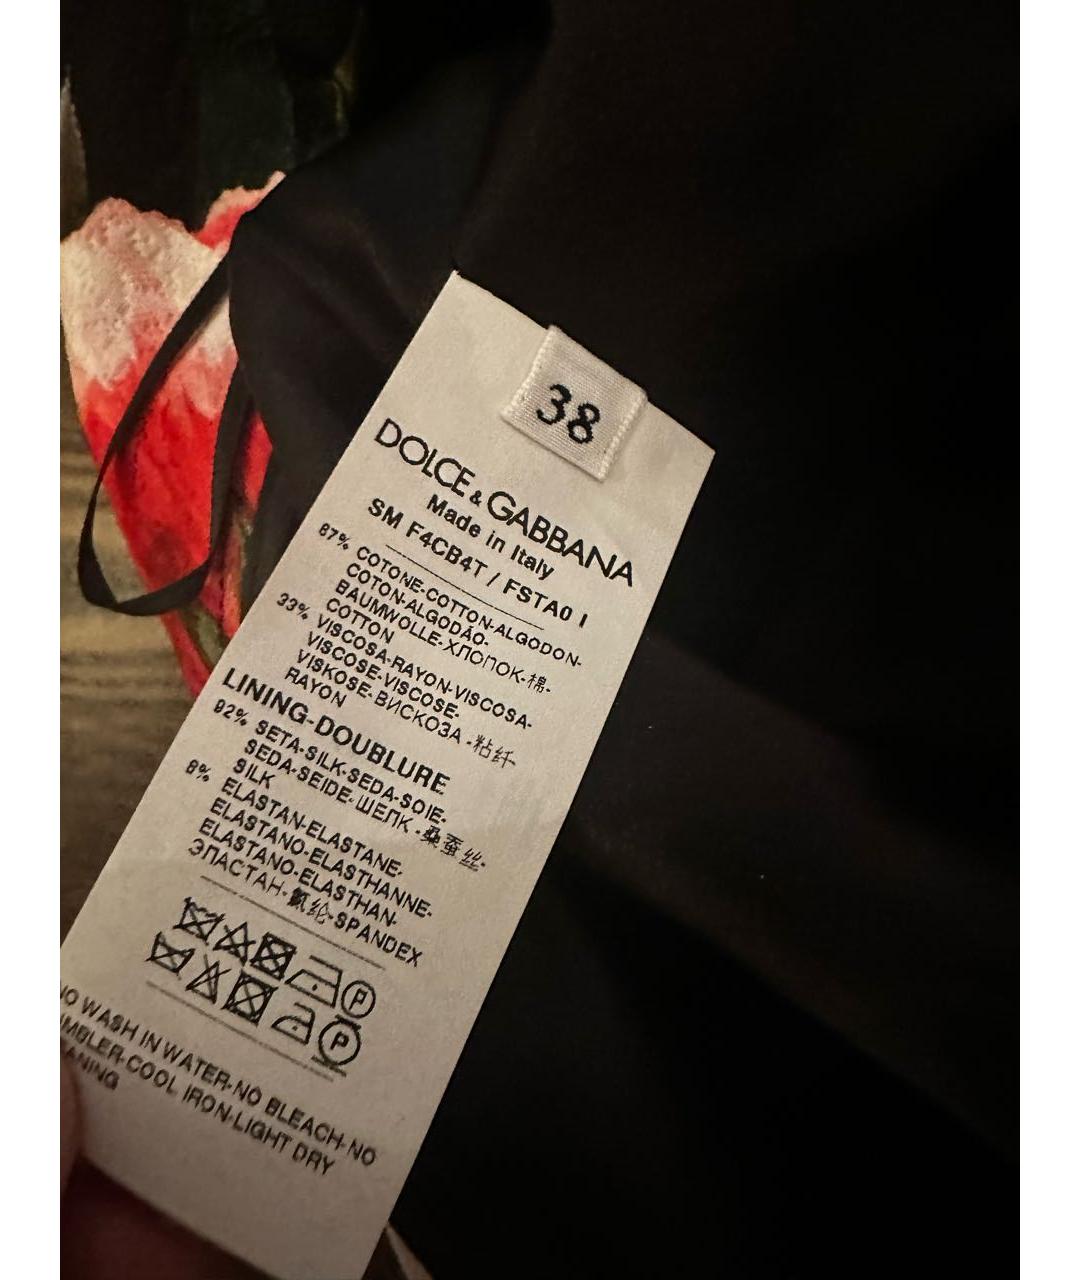 38
DOLCE & GABBANA
Made in Italy
SM F4CB4T / FSTA0 I
67% COTONE-COTTON-ALGODON-
COTON-ALGODÃO-
BAUMWOLLE-ХЛОПОК-棉-
COTTON
33% VISCOSA-RAYON-VISCOSA-
VISCOSE-VISCOSE-
VISKOSE-ВИСКОЗА-粘纤-
RAYON
LINING-DOUBLURE
92% SETA-SILK-SEDA-SOIE-
SEDA-SEIDE-ШЕЛК-桑蚕丝-
SILK
8% ELASTAN-ELASTANE-
ELASTANO-ELASTHANNE-
ELASTANO-ELASTHAN-
ЭЛАСТАН-氨纶-SPANDEX
P
P
NO WASH IN WATER-NO BLEACH-NO
UMBLER-COOL IRON-LIGHT DRY
EANING